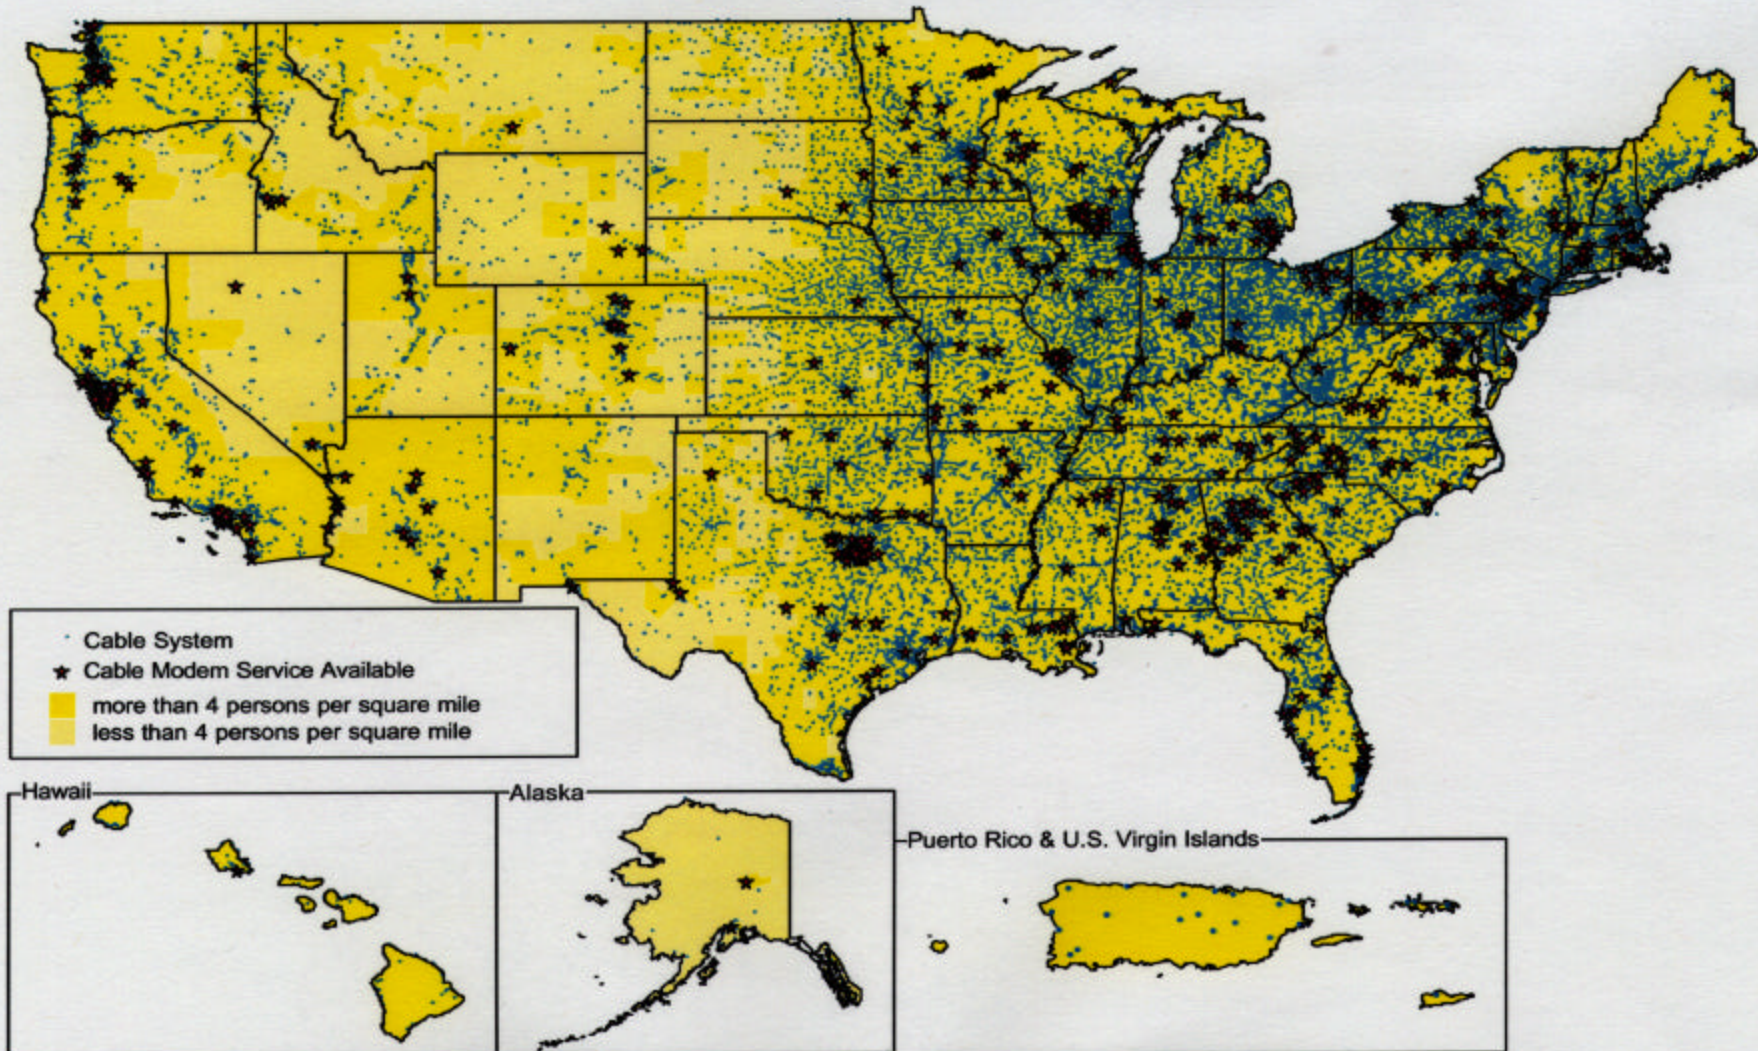 Cable System
Cable Modem Service Available
more than 4 persons per square mile
less than 4 persons per square mile
Hawaii
Alaska
Puerto Rico & U.S. Virgin Islands